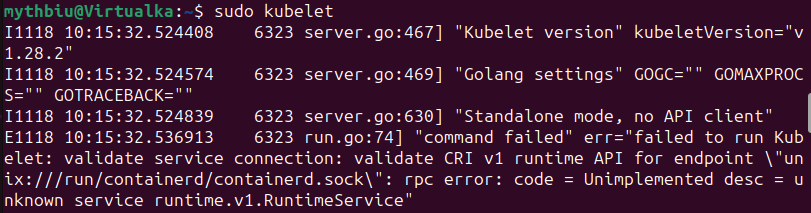 mythbiu@Virtualka:~$ sudo kubelet
I1118 10:15:32.524408    6323 server.go:467] "Kubelet version" kubeletVersion="v
1.28.2"
I1118 10:15:32.524574    6323 server.go:469] "Golang settings" GOGC="" GOMAXPROC
S="" GOTRACEBACK=""
I1118 10:15:32.524839    6323 server.go:630] "Standalone mode, no API client"
E1118 10:15:32.536913    6323 run.go:74] "command failed" err="failed to run Kub
elet: validate service connection: validate CRI v1 runtime API for endpoint \"un
ix:///run/containerd/containerd.sock\": rpc error: code = Unimplemented desc = u
nknown service runtime.v1.RuntimeService"